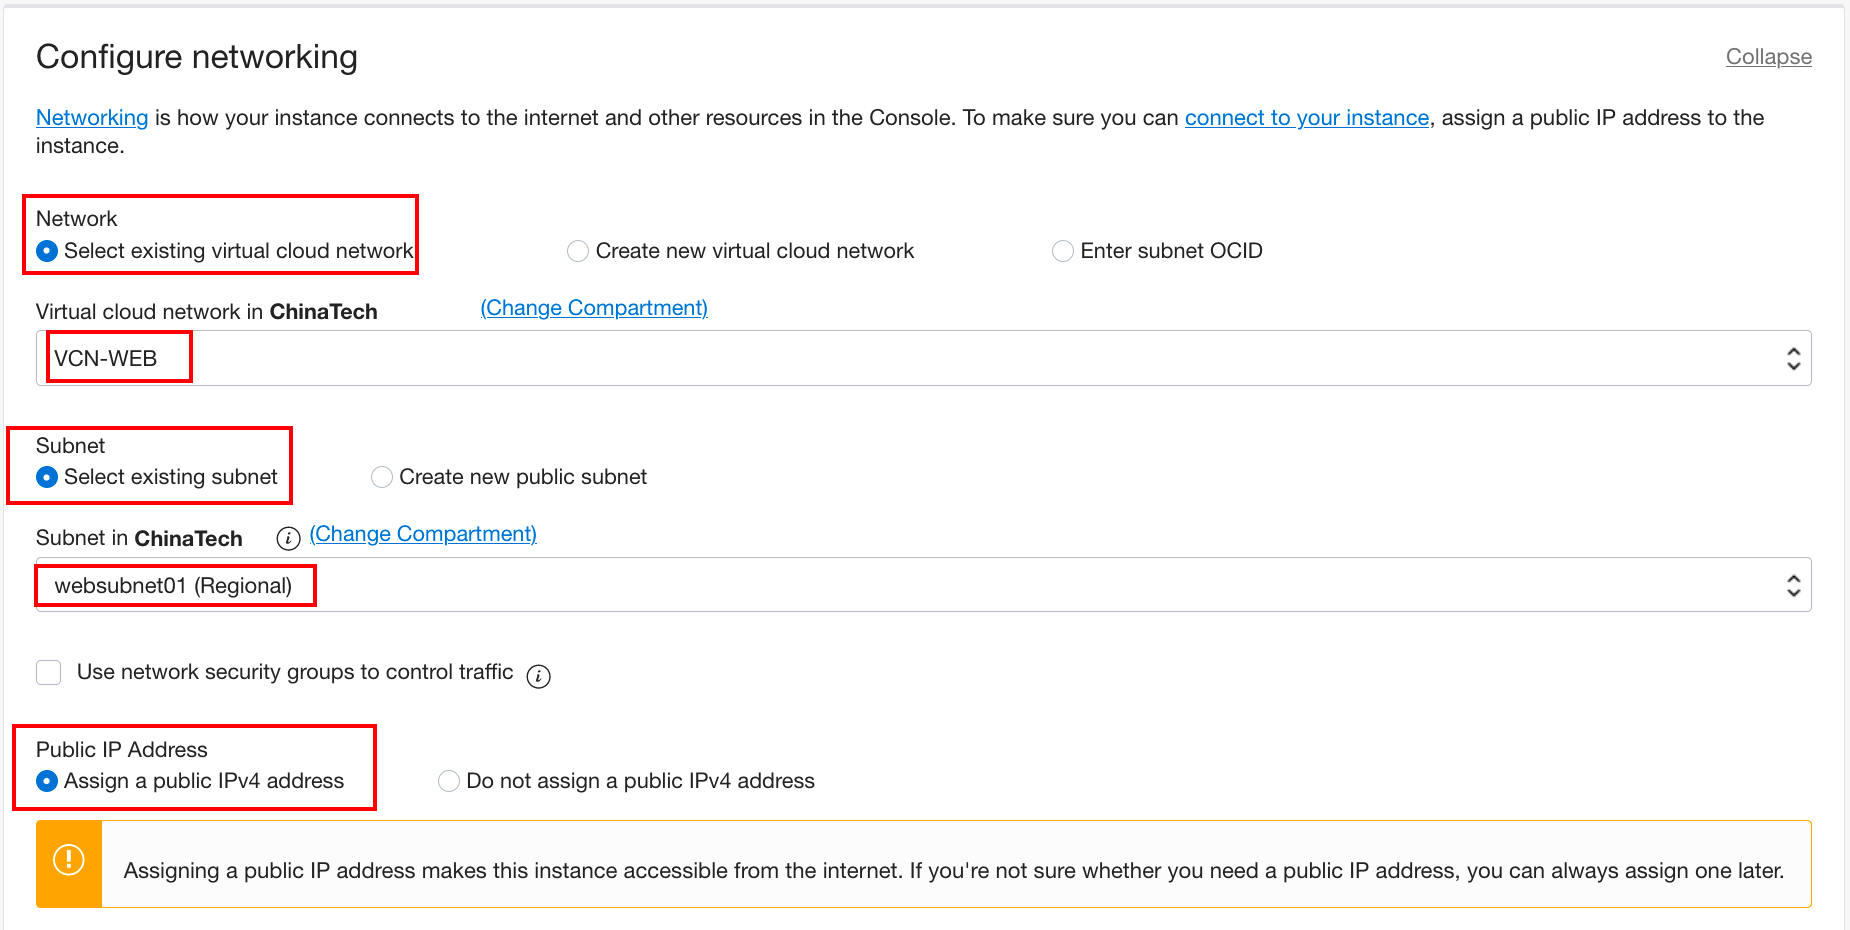 Configure networking
Collapse
Networking is how your instance connects to the internet and other resources in the Console. To make sure you can connect to your instance, assign a public IP address to the
instance.
Network
Select existing virtual cloud network
Create new virtual cloud network
Enter subnet OCID
Virtual cloud network in ChinaTech
(Change Compartment)
VCN-WEB
Subnet
Select existing subnet
Create new public subnet
Subnet in ChinaTech
(Change Compartment)
websubnet01 (Regional)
Use network security groups to control traffic
Public IP Address
Assign a public IPv4 address
Do not assign a public IPv4 address
Assigning a public IP address makes this instance accessible from the internet. If you're not sure whether you need a public IP address, you can always assign one later.